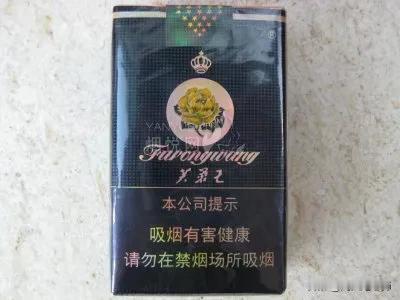 ®
Furongwang
芙蓉王
本公司提示
吸烟有害健康
请勿在禁烟场所吸烟